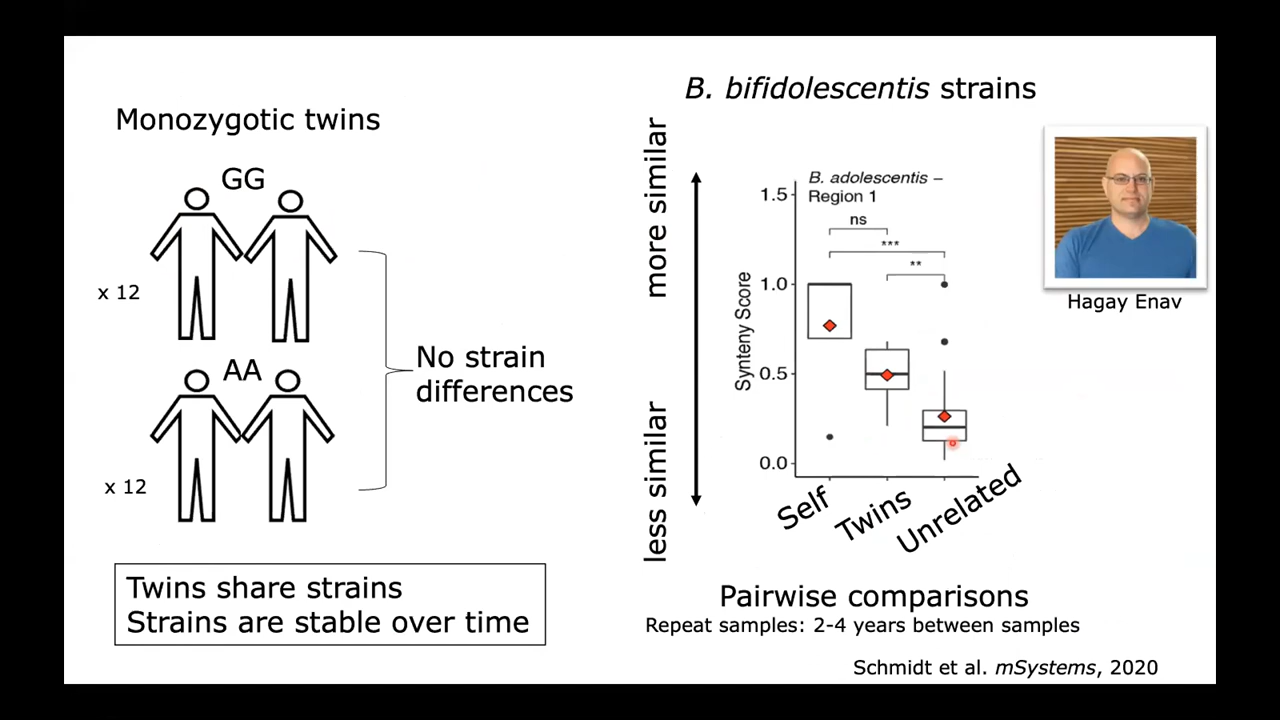 Monozygotic twins
GG
x 12
AA
x 12
No strain
differences
Twins share strains
Strains are stable over time
B. bifidolescentis strains
more similar
less similar
B. adolescentis –
Region 1
ns
***
**
Synteny Score
1.5
1.0
0.5
0.0
Self
Twins
Unrelated
Hagay Enav
Pairwise comparisons
Repeat samples: 2-4 years between samples
Schmidt et al. mSystems, 2020